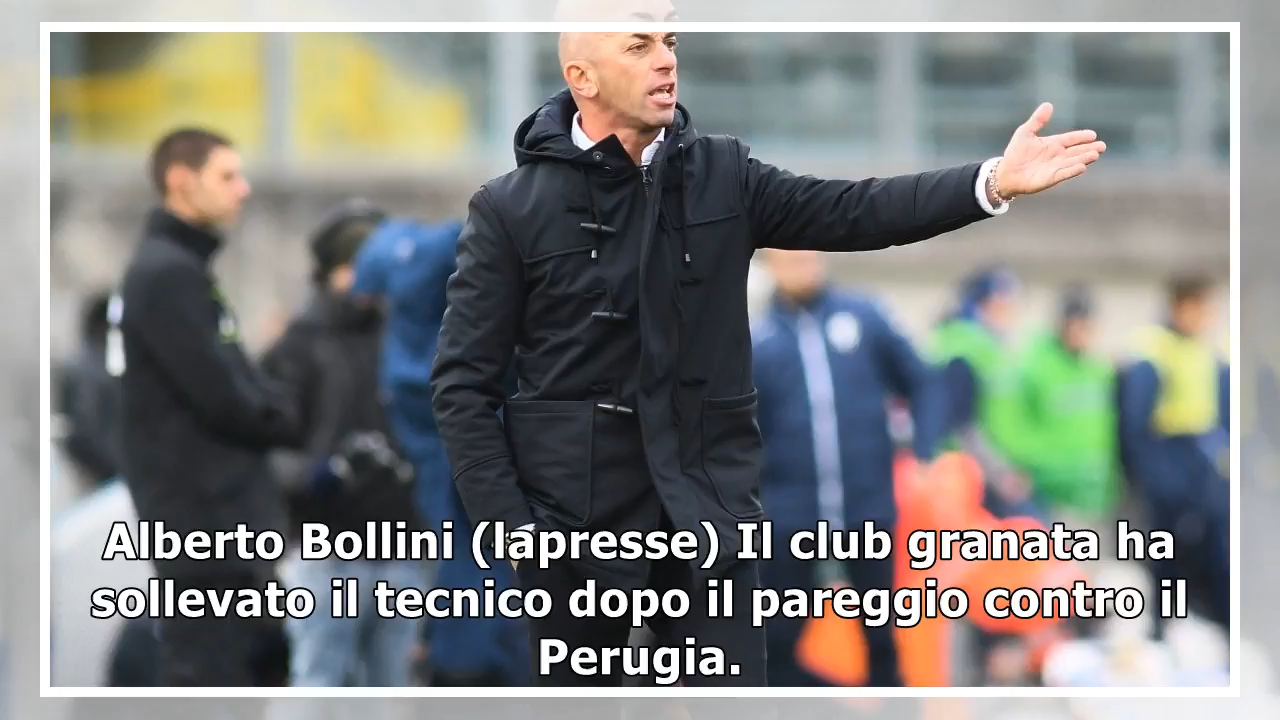 Alberto Bollini (lapresse) Il club granata ha
sollevato il tecnico dopo il pareggio contro il
Perugia.